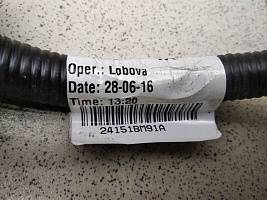 Oper.: Lobova
Date: 28-06-16
Time: 13:20
24151BM91A